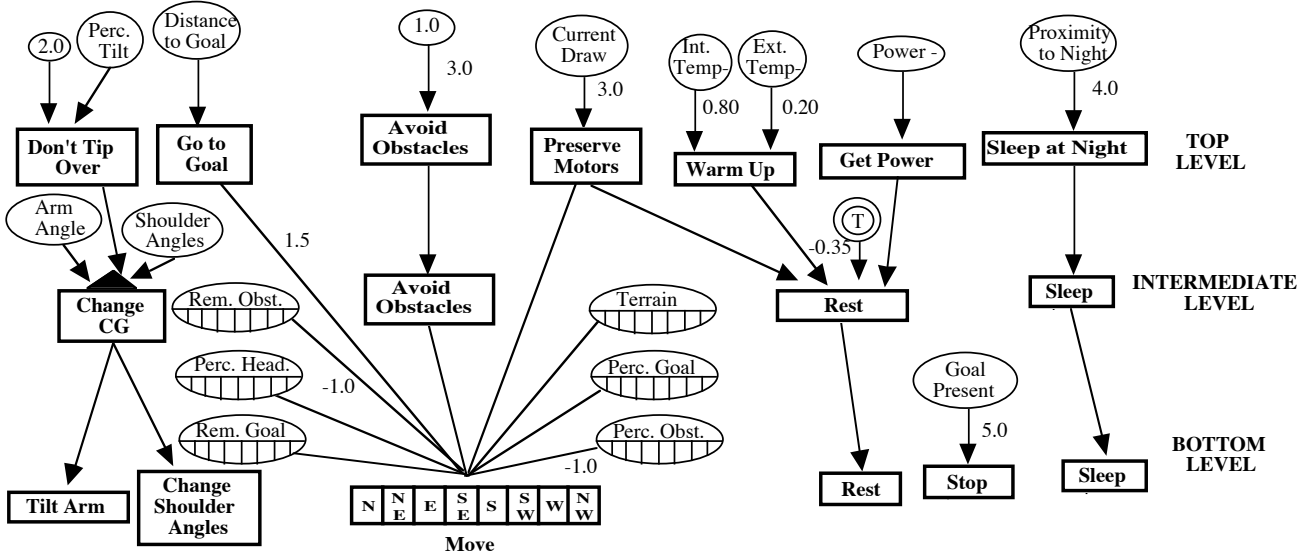 2.0
Perc.
Tilt
Distance
to Goal
1.0
3.0
Current
Draw
3.0
Int.
Temp-
0.80
Ext.
Temp-
0.20
Power -
Proximity
to Night
4.0
Don't Tip
Over
Go to
Goal
Avoid
Obstacles
Preserve
Motors
Warm Up
Get Power
Sleep at Night
TOP
LEVEL
Arm
Angle
Shoulder
Angles
1.5
-0.35
T
Change
CG
Rem. Obst.
Avoid
Obstacles
Terrain
Rest
Sleep
INTERMEDIATE
LEVEL
Perc. Head.
-1.0
Perc. Goal
Goal
Present
5.0
Rem. Goal
Perc. Obst.
-1.0
BOTTOM
LEVEL
Tilt Arm
Change
Shoulder
Angles
N
NE
E
SE
S
SW
W
NW
Move
Rest
Stop
Sleep